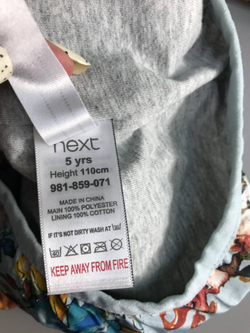 next
5 yrs
Height 110cm
981-859-071
MADE IN CHINA
MAIN 100% POLYESTER
LINING 100% COTTON
IF IT'S NOT DIRTY WASH AT
KEEP AWAY FROM FIRE